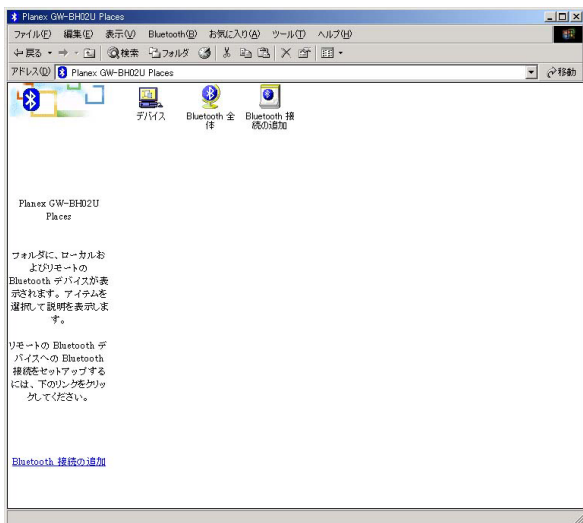 Planex GW-BH02U Places
ファイル(F) 編集(E) 表示(V) Bluetooth(B) お気に入り(A) ツール(T) ヘルプ(H)
戻る 検索 フォルダ
アドレス(D) Planex GW-BH02U Places 移動
デバイス
Bluetooth 全
体
Bluetooth 接
続の追加
Planex GW-BH02U
Places
フォルダに、ローカルお
よびリモートの
Bluetooth デバイスが表
示されます。アイテムを
選択して説明を表示しま
す。
リモートの Bluetooth デ
バイスへの Bluetooth
接続をセットアップする
には、下のリンクをクリッ
クしてください。
Bluetooth 接続の追加